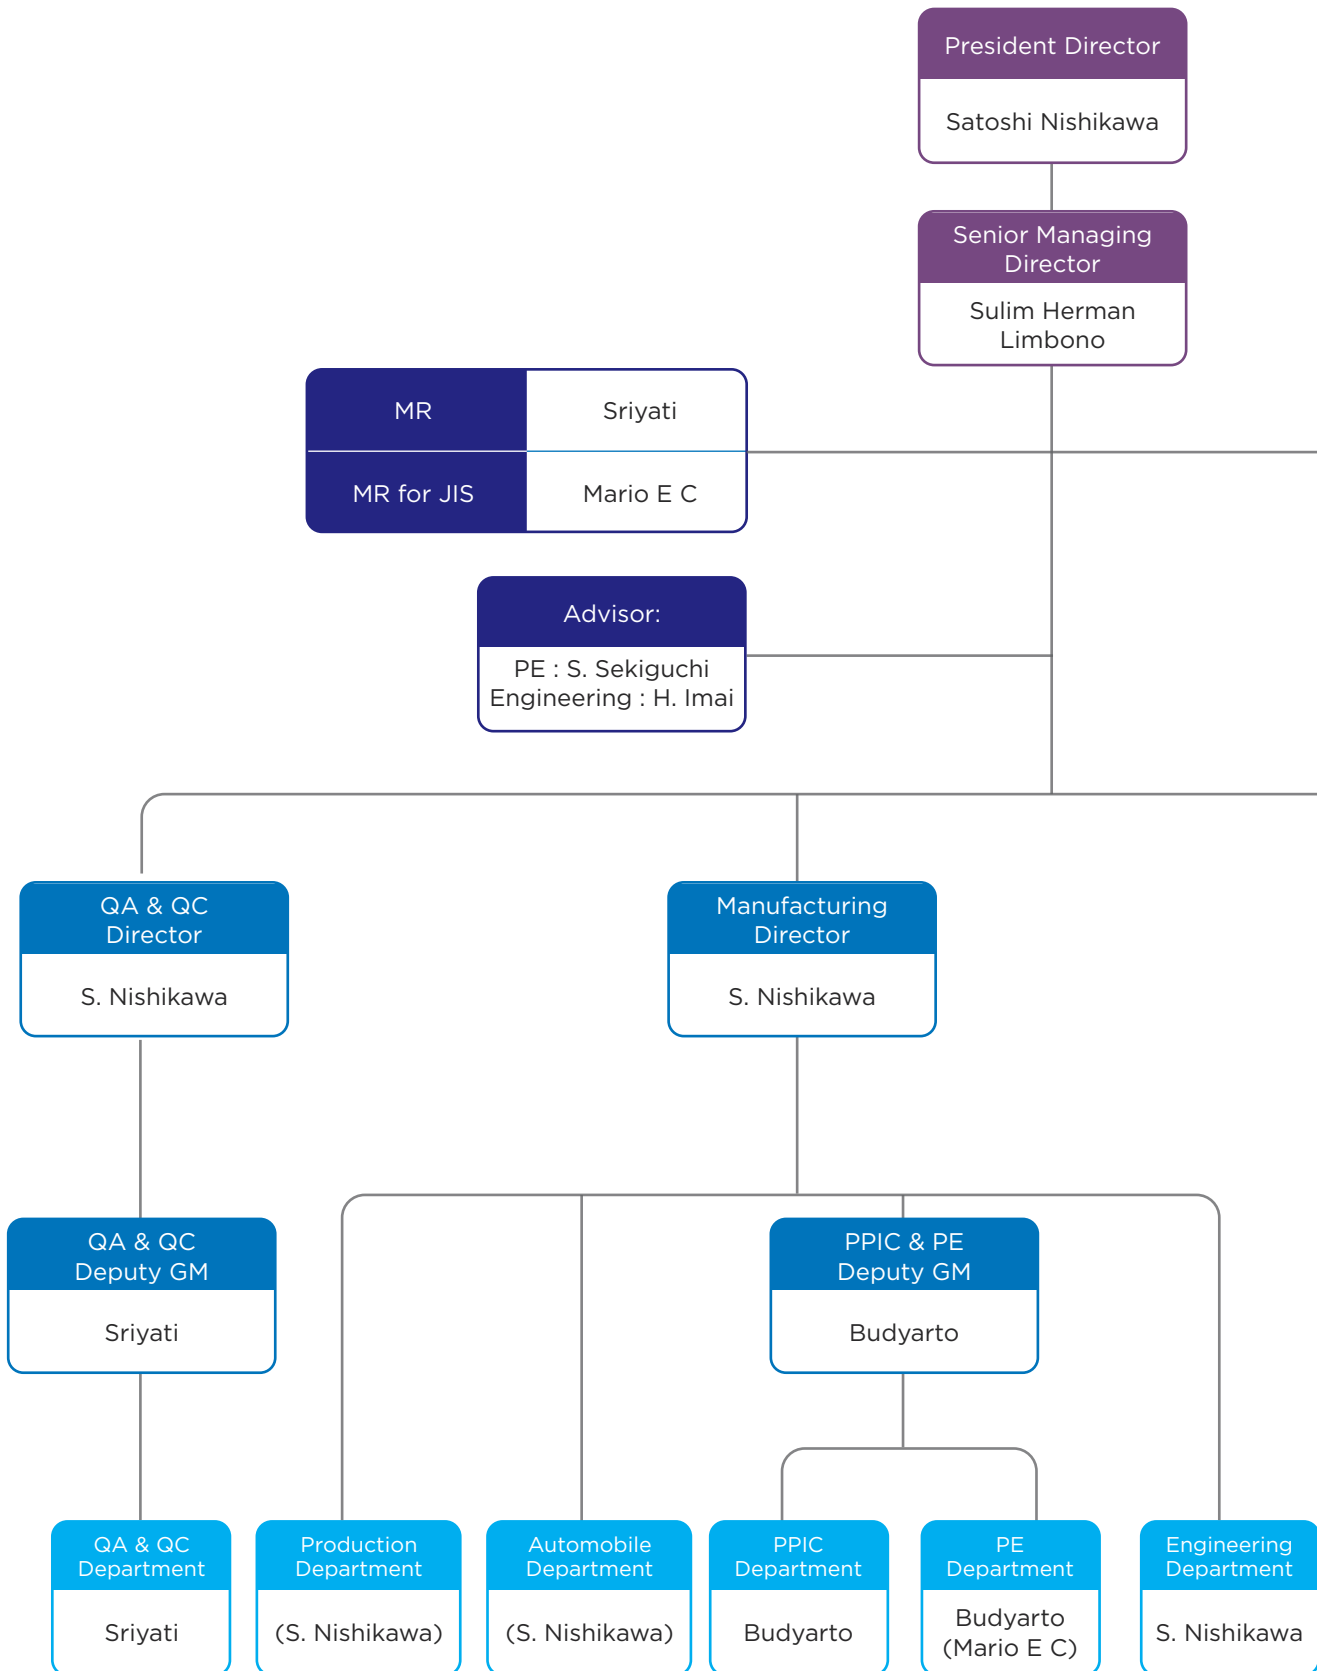 President Director
Satoshi Nishikawa
Senior Managing
Director
Sulim Herman
Limbono
MR
Sriyati
MR for JIS
Mario E C
Advisor:
PE : S. Sekiguchi
Engineering : H. Imai
QA & QC
Director
S. Nishikawa
Manufacturing
Director
S. Nishikawa
QA & QC
Deputy GM
Sriyati
PPIC & PE
Deputy GM
Budyarto
QA & QC
Department
Sriyati
Production
Department
(S. Nishikawa)
Automobile
Department
(S. Nishikawa)
PPIC
Department
Budyarto
PE
Department
Budyarto
(Mario E C)
Engineering
Department
S. Nishikawa